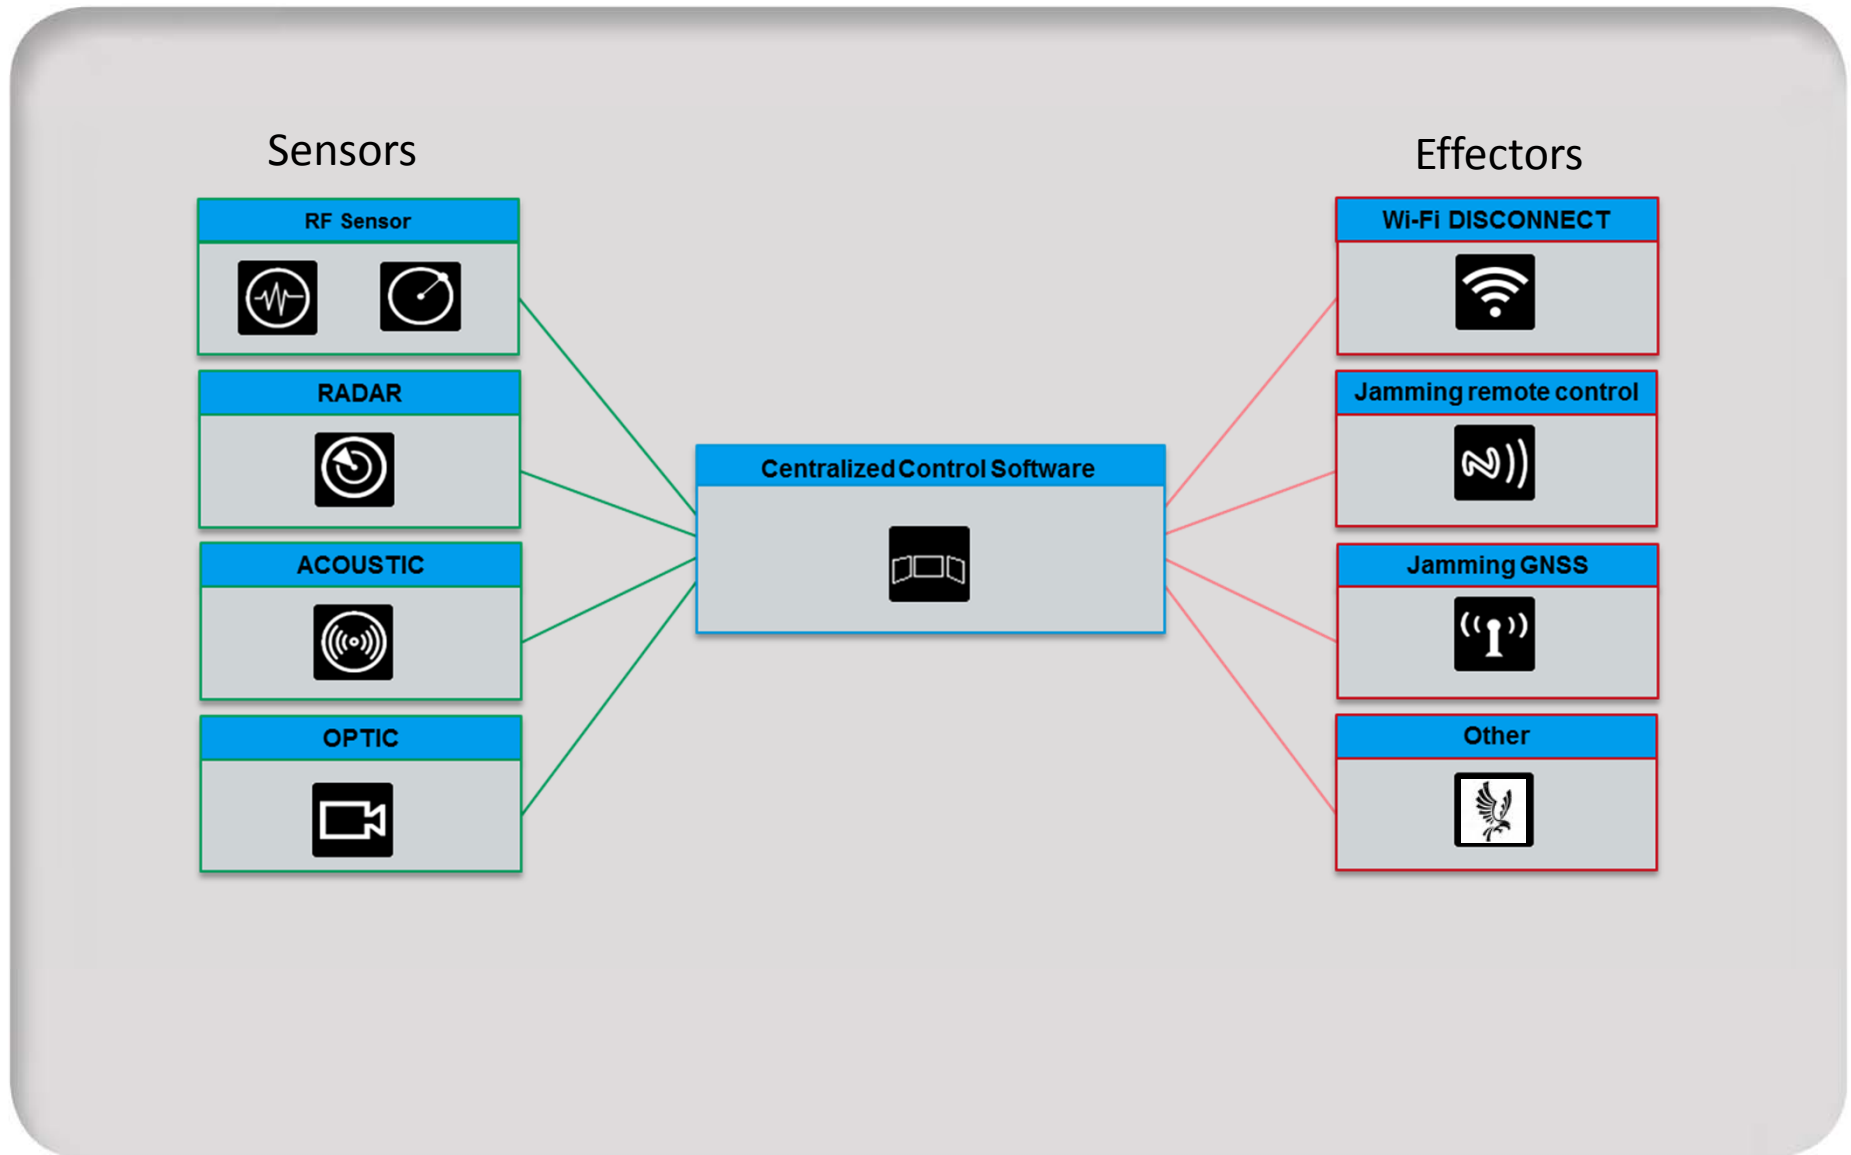 Sensors
RF Sensor
RADAR
ACOUSTIC
OPTIC
Centralized Control Software
Effectors
Wi-Fi DISCONNECT
Jamming remote control
Jamming GNSS
Other